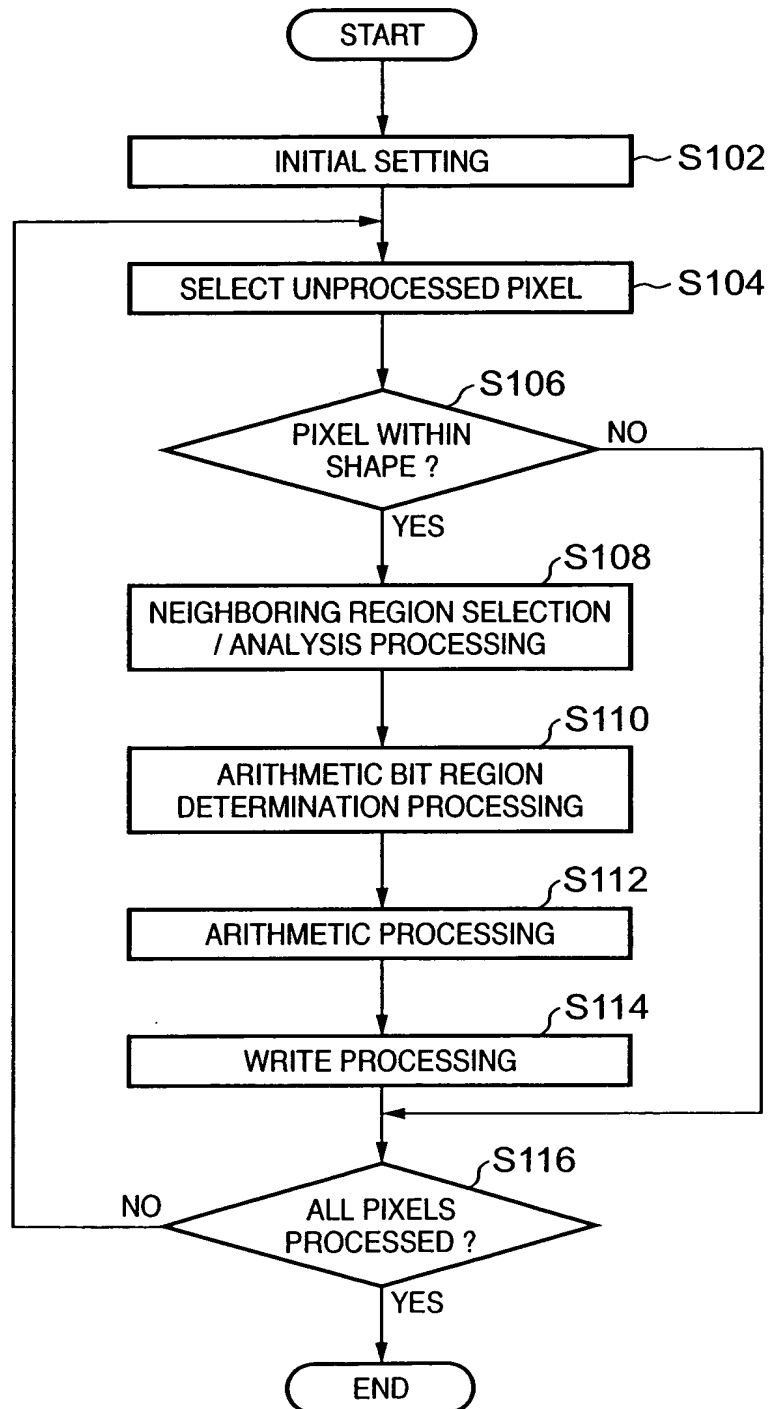 START
INITIAL SETTING
S102
SELECT UNPROCESSED PIXEL
S104
S106
PIXEL WITHIN
SHAPE ?
NO
YES
S108
NEIGHBORING REGION SELECTION
/ ANALYSIS PROCESSING
S110
ARITHMETIC BIT REGION
DETERMINATION PROCESSING
S112
ARITHMETIC PROCESSING
S114
WRITE PROCESSING
S116
NO
ALL PIXELS
PROCESSED ?
YES
END